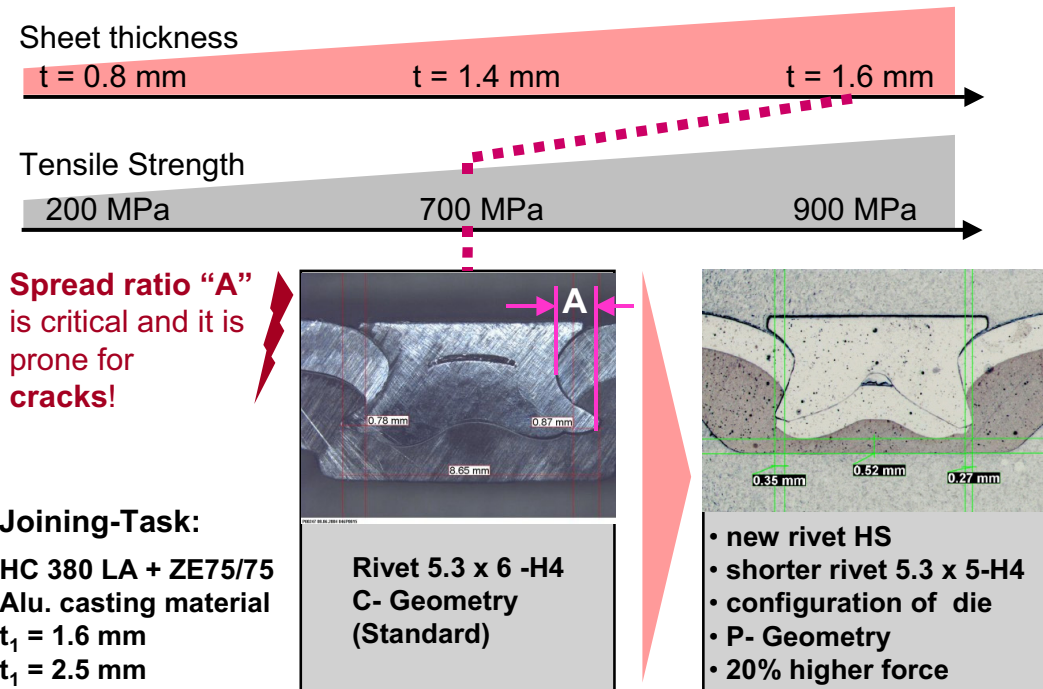 Sheet thickness
t = 0.8 mm
t = 1.4 mm
t = 1.6 mm
Tensile Strength
200 MPa
700 MPa
900 MPa
Spread ratio “A”
is critical and it is
prone for
cracks!
A
0.78 mm
0.87 mm
8.65 mm
0.35 mm
0.52 mm
0.27 mm
Joining-Task:
HC 380 LA + ZE75/75
Alu. casting material
t₁ = 1.6 mm
t₁ = 2.5 mm
Rivet 5.3 x 6 -H4
C- Geometry
(Standard)
• new rivet HS
• shorter rivet 5.3 x 5-H4
• configuration of die
• P- Geometry
• 20% higher force